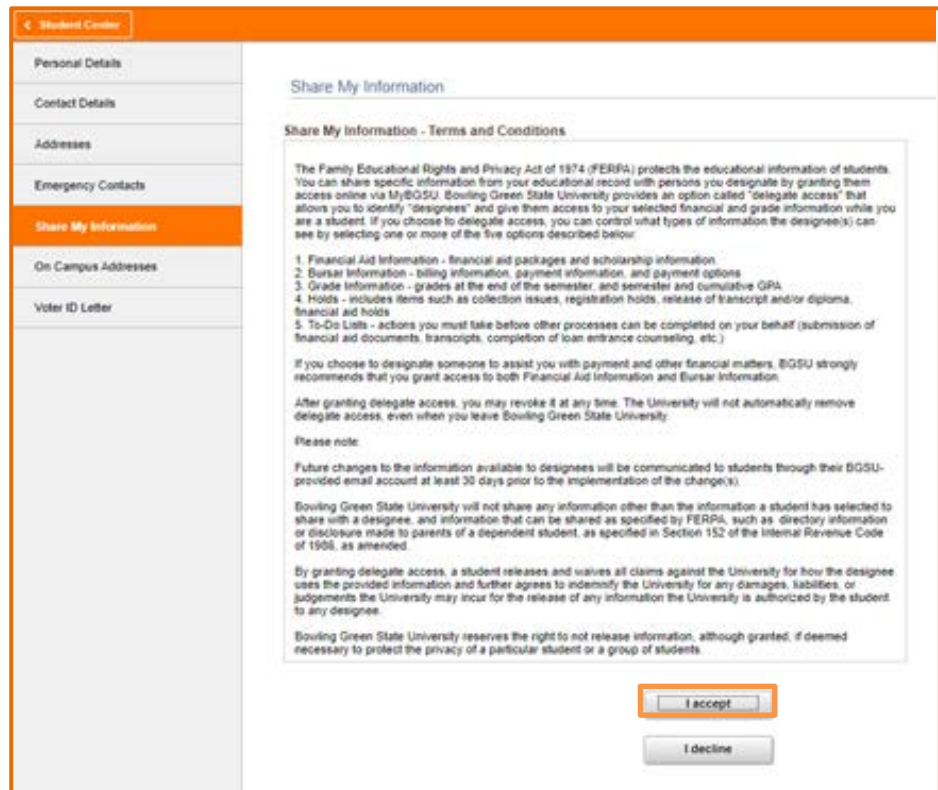 Student Center
Personal Details
Contact Details
Addresses
Emergency Contacts
Share My Information
On Campus Addresses
Voter ID Letter
Share My Information
Share My Information - Terms and Conditions
The Family Educational Rights and Privacy Act of 1974 (FERPA) protects the educational information of students.
You can share specific information from your educational record with persons you designate by granting them
access online via MyBGSU. Bowling Green State University provides an option called "delegate access" that
allows you to identify "designees" and give them access to your selected financial and grade information while you
are a student. If you choose to delegate access, you can control what types of information the designee(s) can
see by selecting one or more of the five options described below:
1. Financial Aid Information - financial aid packages and scholarship information.
2. Bursar Information - billing information, payment information, and payment options
3. Grade Information - grades at the end of the semester, and semester and cumulative GPA
4. Holds - includes items such as collection issues, registration holds, release of transcript and/or diploma,
financial aid holds
5. To-Do Lists - actions you must take before other processes can be completed on your behalf (submission of
financial aid documents, transcripts, completion of loan entrance counseling, etc.)
If you choose to designate someone to assist you with payment and other financial matters, BGSU strongly
recommends that you grant access to both Financial Aid Information and Bursar Information.
After granting delegate access, you may revoke it at any time. The University will not automatically remove
delegate access, even when you leave Bowling Green State University.
Please note:
Future changes to the information available to designees will be communicated to students through their BGSU-
provided email account at least 30 days prior to the implementation of the change(s).
Bowling Green State University will not share any information other than the information a student has selected to
share with a designee, and information that can be shared as specified by FERPA, such as directory information
or disclosure made to parents of a dependent student, as specified in Section 152 of the Internal Revenue Code
of 1986, as amended.
By granting delegate access, a student releases and waives all claims against the University for how the designee
uses the provided information and further agrees to indemnify the University for any damages, liabilities, or
judgements the University may incur for the release of any information the University is authorized by the student
to any designee.
Bowling Green State University reserves the right to not release information, although granted, if deemed
necessary to protect the privacy of a particular student or a group of students.
I accept
I decline